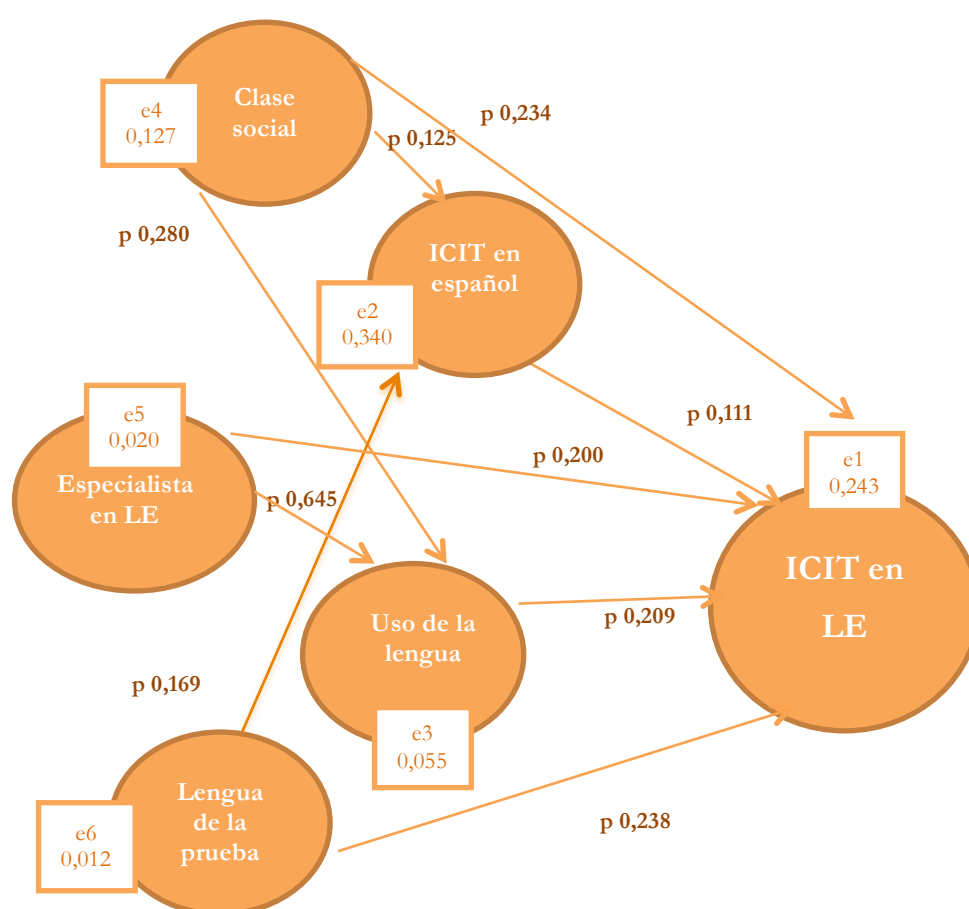 e4
0,127
Clase
social
p 0,234
p 0,125
p 0,280
ICIT en
español
e2
0,340
e5
0,020
Especialista
en LE
p 0,111
p 0,200
p 0,645
e1
0,243
ICIT en
LE
Uso de la
lengua
p 0,209
e3
0,055
p 0,169
Lengua
de la
prueba
e6
0,012
p 0,238